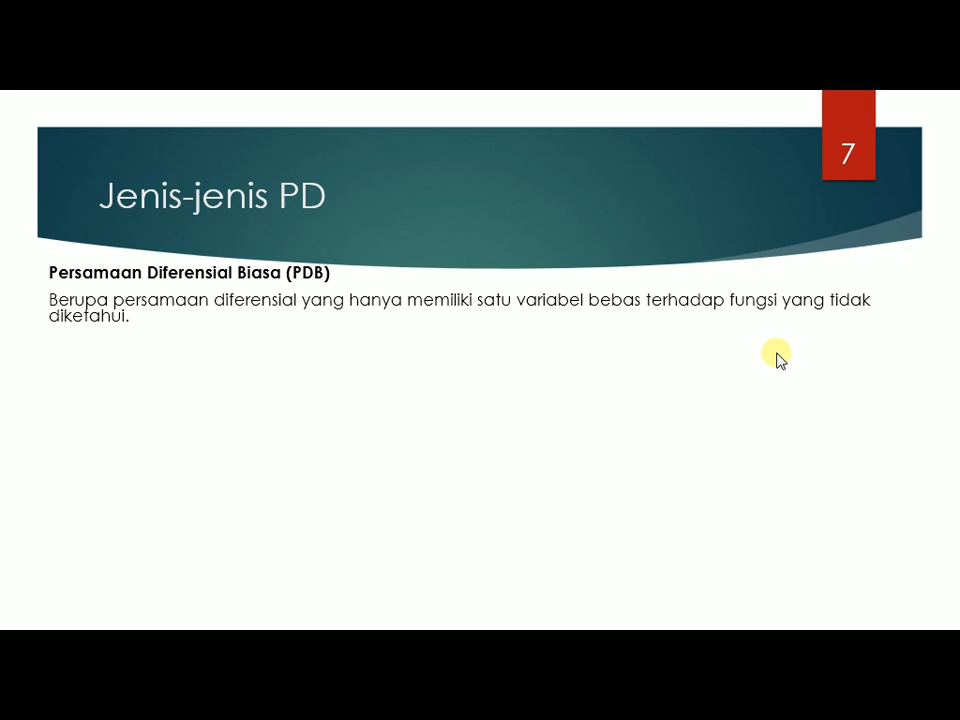 7
Jenis-jenis PD
Persamaan Diferensial Biasa (PDB)
Berupa persamaan diferensial yang hanya memiliki satu variabel bebas terhadap fungsi yang tidak
diketahui.